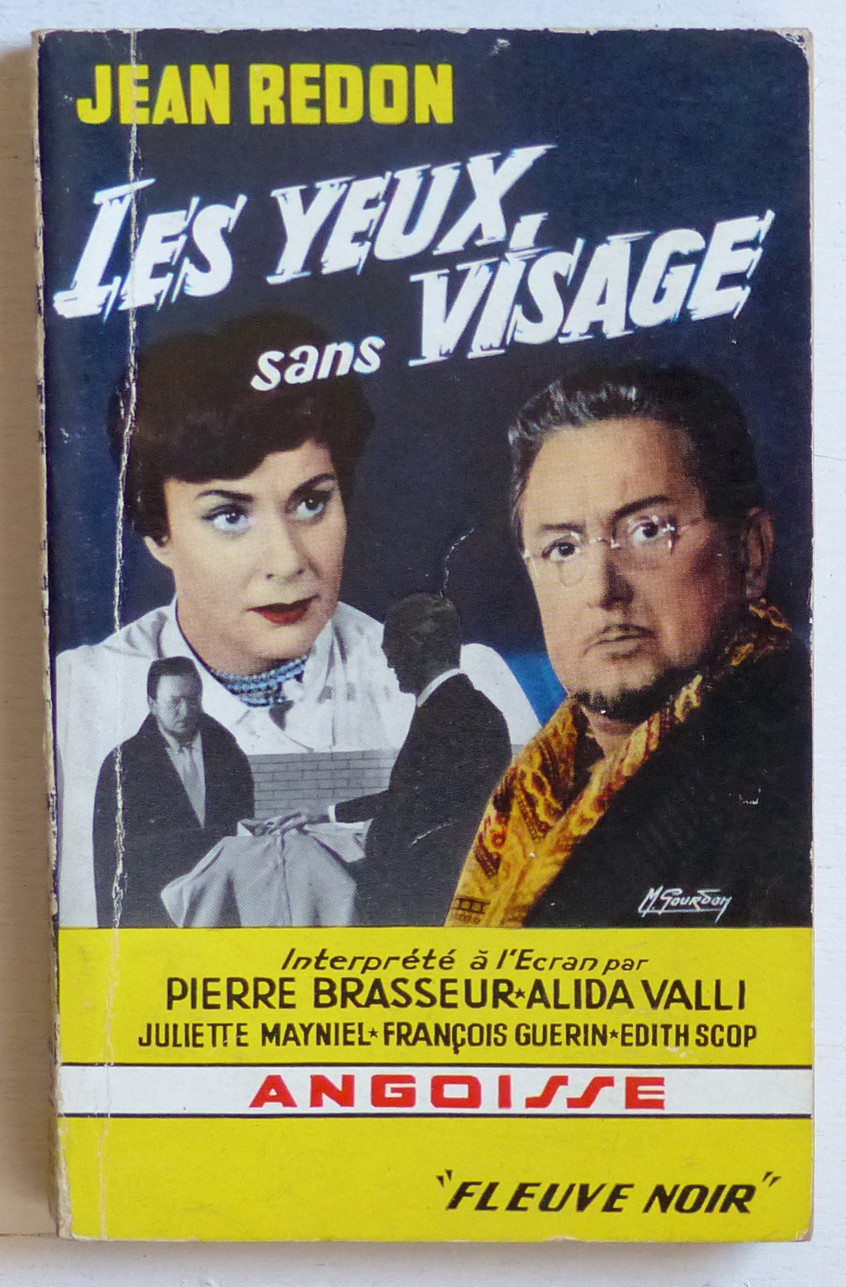 JEAN REDON
LES YEUX
sans VISAGE
M. GOURDON
Interprété à l'Ecran par
PIERRE BRASSEUR★ALIDA VALLI
JULIETTE MAYNIEL★FRANÇOIS GUERIN★EDITH SCOP
ANGOISSE
"FLEUVE NOIR"